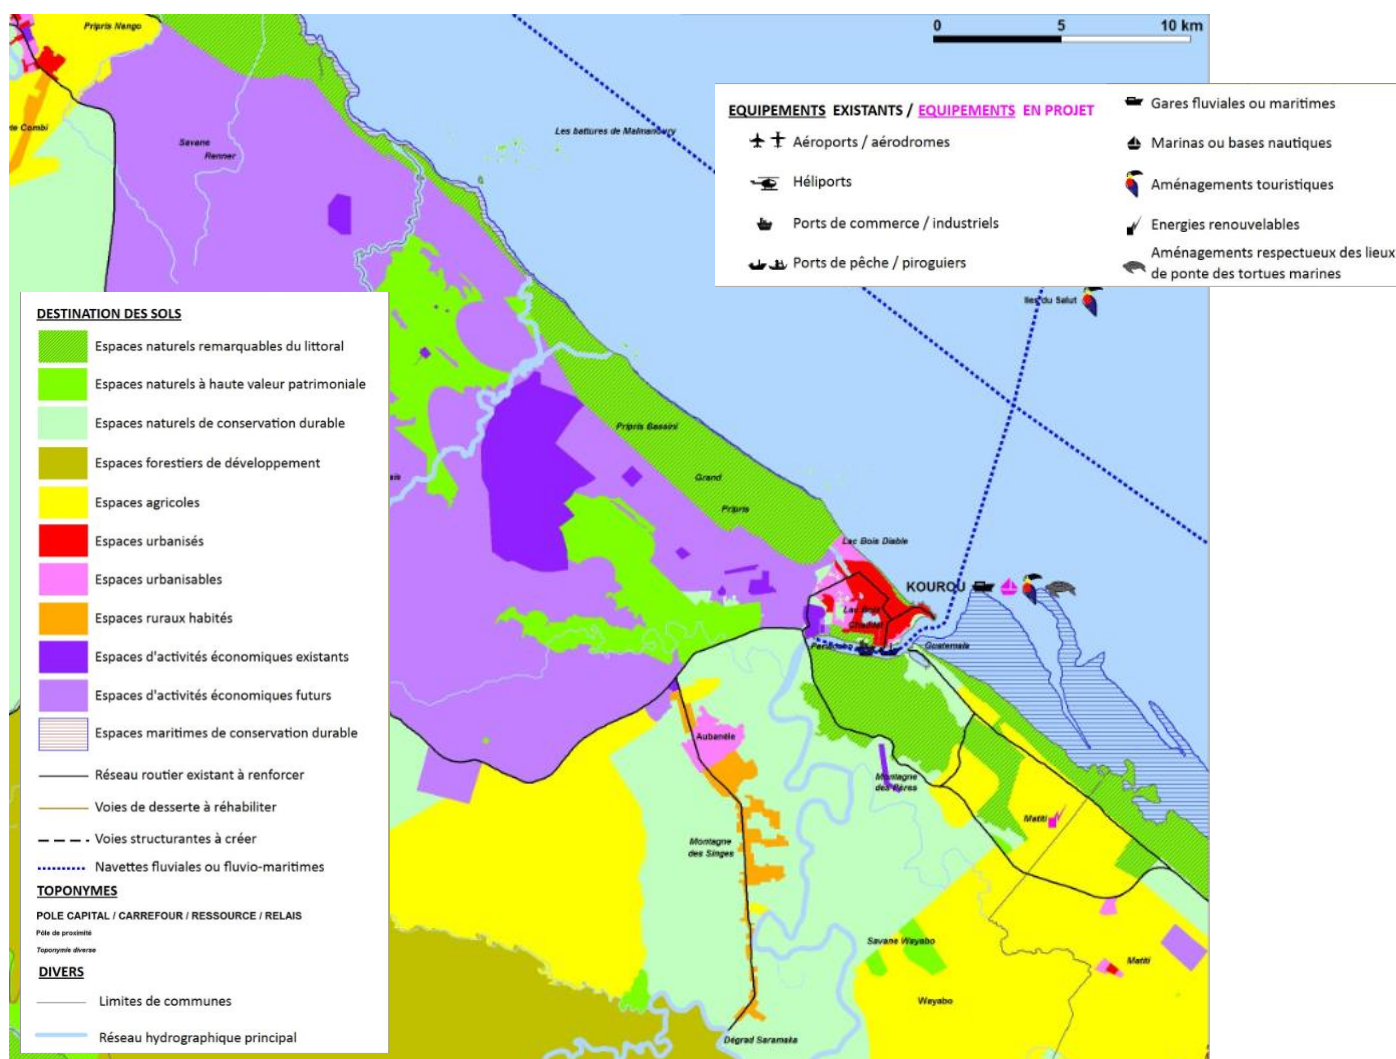 Pripris Nango
0 5 10 km
EQUIPEMENTS EXISTANTS / EQUIPEMENTS EN PROJET
Aéroports / aérodromes
Héliports
Ports de commerce / industriels
Ports de pêche / piroguiers
Gares fluviales ou maritimes
Marinas ou bases nautiques
Aménagements touristiques
Energies renouvelables
Aménagements respectueux des lieux
de ponte des tortues marines
Combi
Savane
Renner
Les battures de Malmanoury
Iles du Salut
DESTINATION DES SOLS
Espaces naturels remarquables du littoral
Espaces naturels à haute valeur patrimoniale
Espaces naturels de conservation durable
Espaces forestiers de développement
Espaces agricoles
Espaces urbanisés
Espaces urbanisables
Espaces ruraux habités
Espaces d'activités économiques existants
Espaces d'activités économiques futurs
Espaces maritimes de conservation durable
Réseau routier existant à renforcer
Voies de desserte à réhabiliter
Voies structurantes à créer
Navettes fluviales ou fluvio-maritimes
TOPONYMES
POLE CAPITAL / CARREFOUR / RESSOURCE / RELAIS
Pôle de proximité
Toponymie diverse
DIVERS
Limites de communes
Réseau hydrographique principal
Pripris Bassini
Grand
Pripris
Lac Bois Diable
KOUROU
Lac Bois
Guatemala
Aubanèle
Montagne
des Pères
Matiti
Montagne
des Singes
Savane Wayabo
Matiti
Wayabo
Dégrad Saramaka